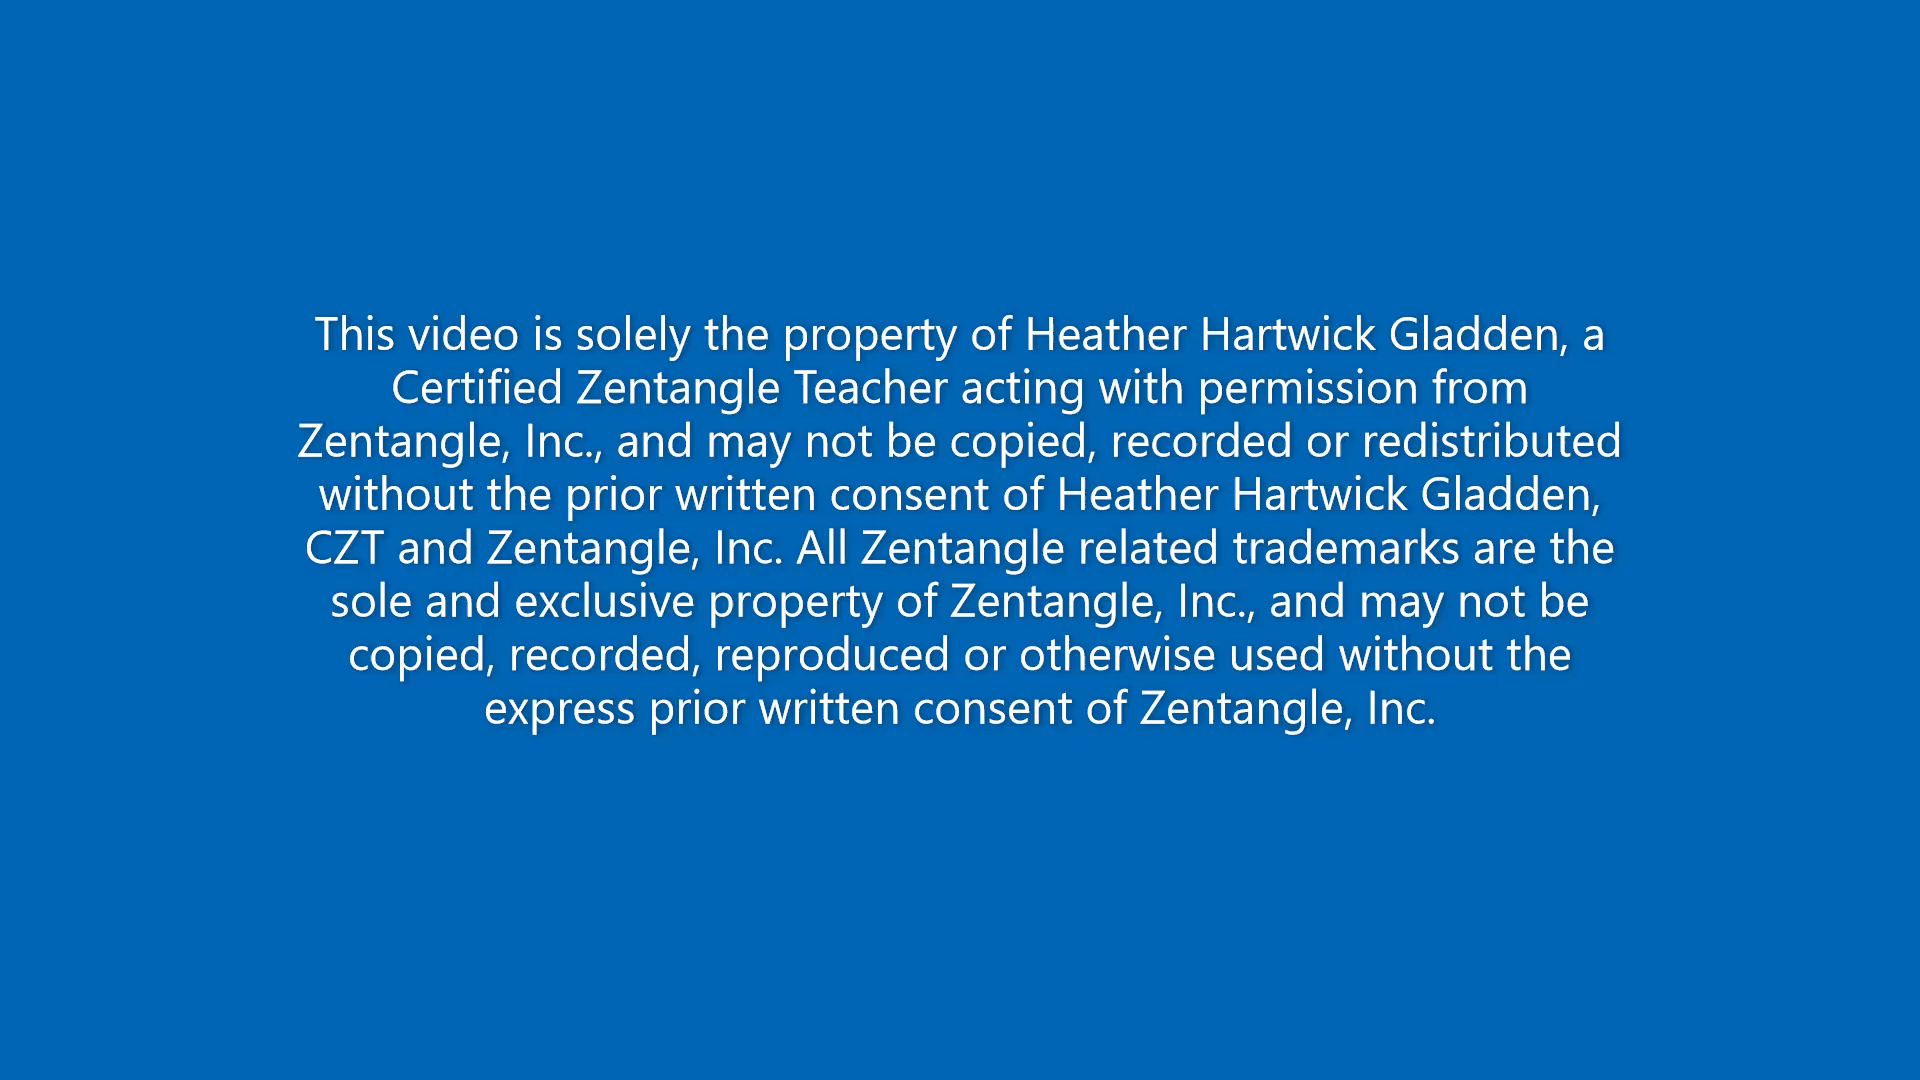 This video is solely the property of Heather Hartwick Gladden, a
Certified Zentangle Teacher acting with permission from
Zentangle, Inc., and may not be copied, recorded or redistributed
without the prior written consent of Heather Hartwick Gladden,
CZT and Zentangle, Inc. All Zentangle related trademarks are the
sole and exclusive property of Zentangle, Inc., and may not be
copied, recorded, reproduced or otherwise used without the
express prior written consent of Zentangle, Inc.